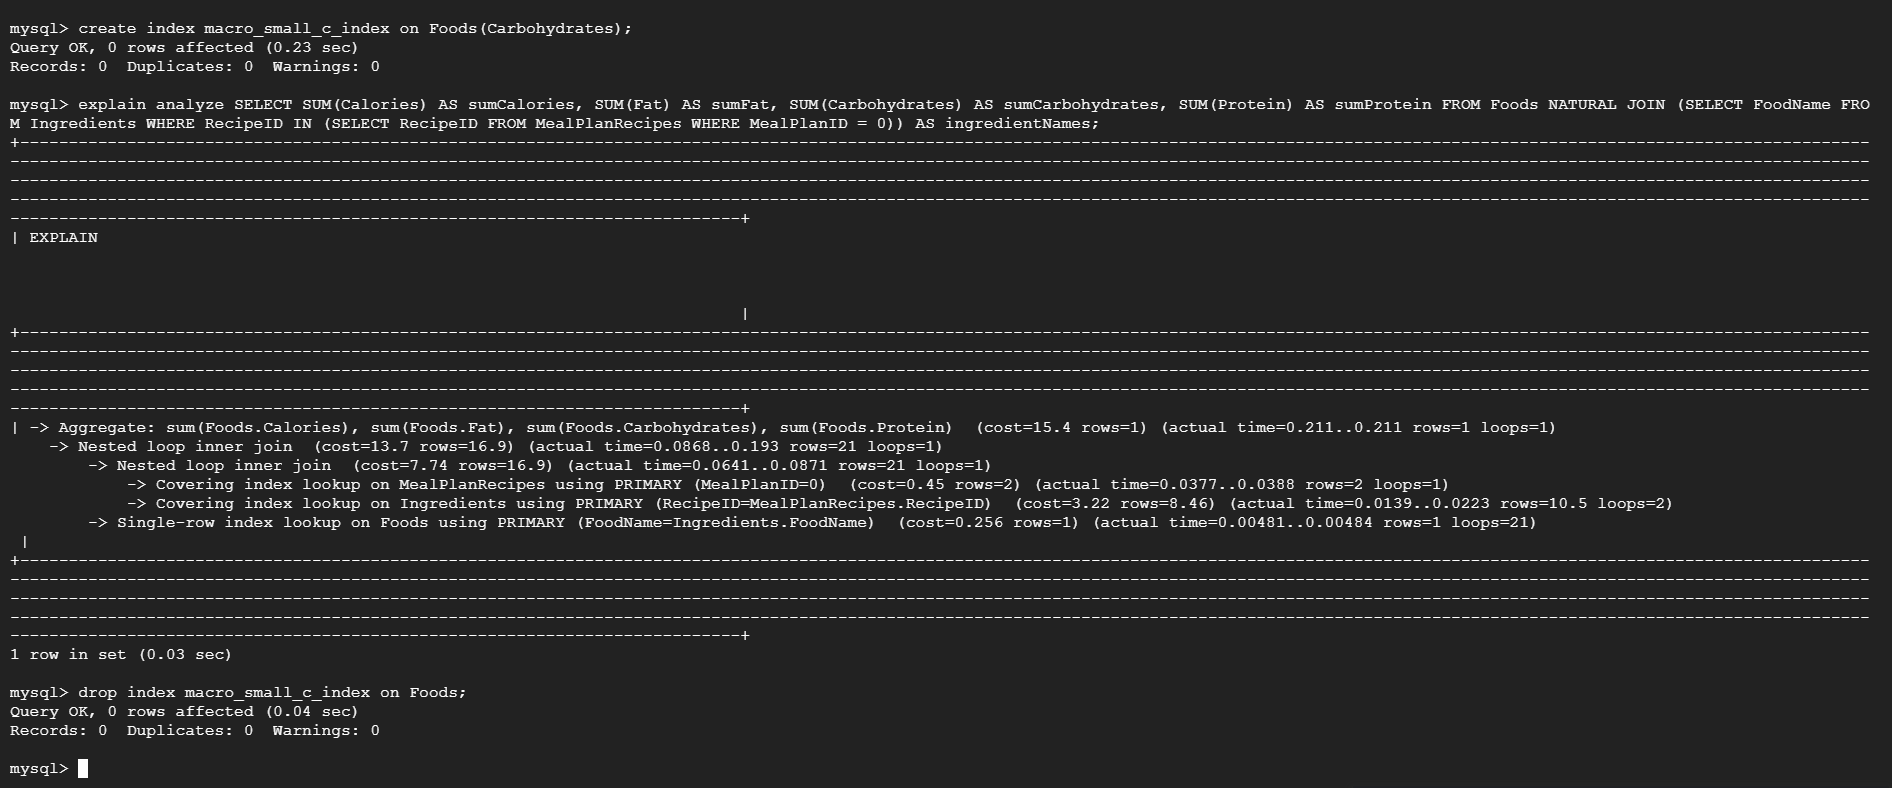 mysql> create index macro_small_c_index on Foods(Carbohydrates);
Query OK, 0 rows affected (0.23 sec)
Records: 0  Duplicates: 0  Warnings: 0
mysql> explain analyze SELECT SUM(Calories) AS sumCalories, SUM(Fat) AS sumFat, SUM(Carbohydrates) AS sumCarbohydrates, SUM(Protein) AS sumProtein FROM Foods NATURAL JOIN (SELECT FoodName FRO
M Ingredients WHERE RecipeID IN (SELECT RecipeID FROM MealPlanRecipes WHERE MealPlanID = 0)) AS ingredientNames;
| EXPLAIN
|
| -> Aggregate: sum(Foods.Calories), sum(Foods.Fat), sum(Foods.Carbohydrates), sum(Foods.Protein)  (cost=15.4 rows=1) (actual time=0.211..0.211 rows=1 loops=1)
    -> Nested loop inner join  (cost=13.7 rows=16.9) (actual time=0.0868..0.193 rows=21 loops=1)
        -> Nested loop inner join  (cost=7.74 rows=16.9) (actual time=0.0641..0.0871 rows=21 loops=1)
            -> Covering index lookup on MealPlanRecipes using PRIMARY (MealPlanID=0)  (cost=0.45 rows=2) (actual time=0.0377..0.0388 rows=2 loops=1)
            -> Covering index lookup on Ingredients using PRIMARY (RecipeID=MealPlanRecipes.RecipeID)  (cost=3.22 rows=8.46) (actual time=0.0139..0.0223 rows=10.5 loops=2)
        -> Single-row index lookup on Foods using PRIMARY (FoodName=Ingredients.FoodName)  (cost=0.256 rows=1) (actual time=0.00481..0.00484 rows=1 loops=21)
 |
1 row in set (0.03 sec)
mysql> drop index macro_small_c_index on Foods;
Query OK, 0 rows affected (0.04 sec)
Records: 0  Duplicates: 0  Warnings: 0
mysql>